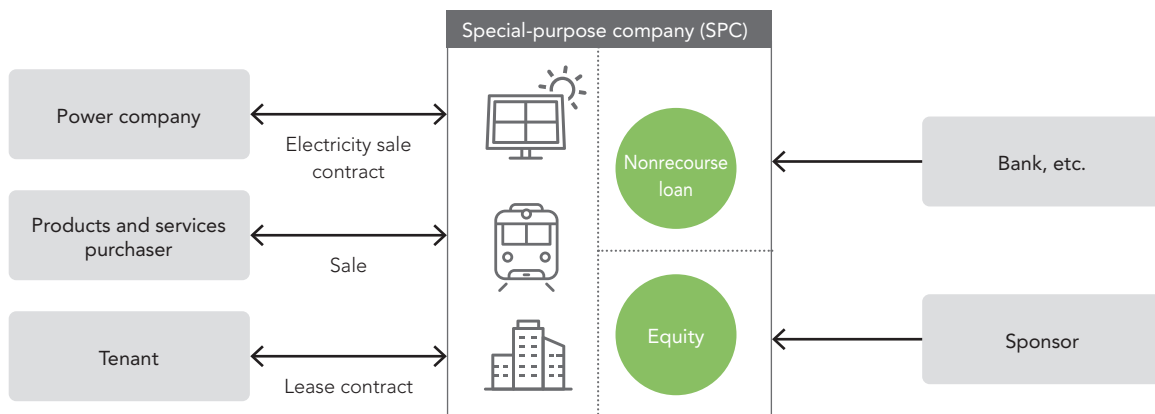 Special-purpose company (SPC)
Power company
Electricity sale
contract
Products and services
purchaser
Sale
Tenant
Lease contract
Nonrecourse
loan
Equity
Bank, etc.
Sponsor